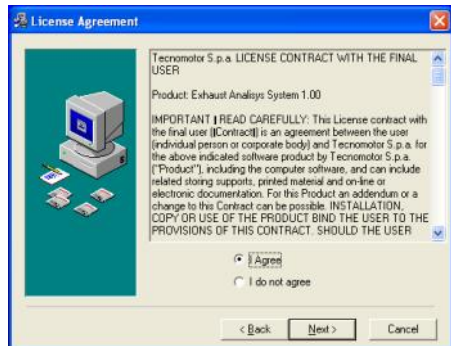 License Agreement
Tecnomotor S.p.a. LICENSE CONTRACT WITH THE FINAL
USER
Product: Exhaust Analisys System 1.00
IMPORTANT | READ CAREFULLY: This License contract with
the final user (|Contract|) is an agreement between the user
(individual person or corporate body) and Tecnomotor S.p.a. for
the above indicated software product by Tecnomotor S.p.a.
("Product"), including the computer software, and can include
related storing supports, printed material and on-line or
electronic documentation. For this Product an addendum or a
change to this Contract can be possible. INSTALLATION,
COPY OR USE OF THE PRODUCT BIND THE USER TO THE
PROVISIONS OF THIS CONTRACT. SHOULD THE USER
I Agree
I do not agree
< Back
Next >
Cancel